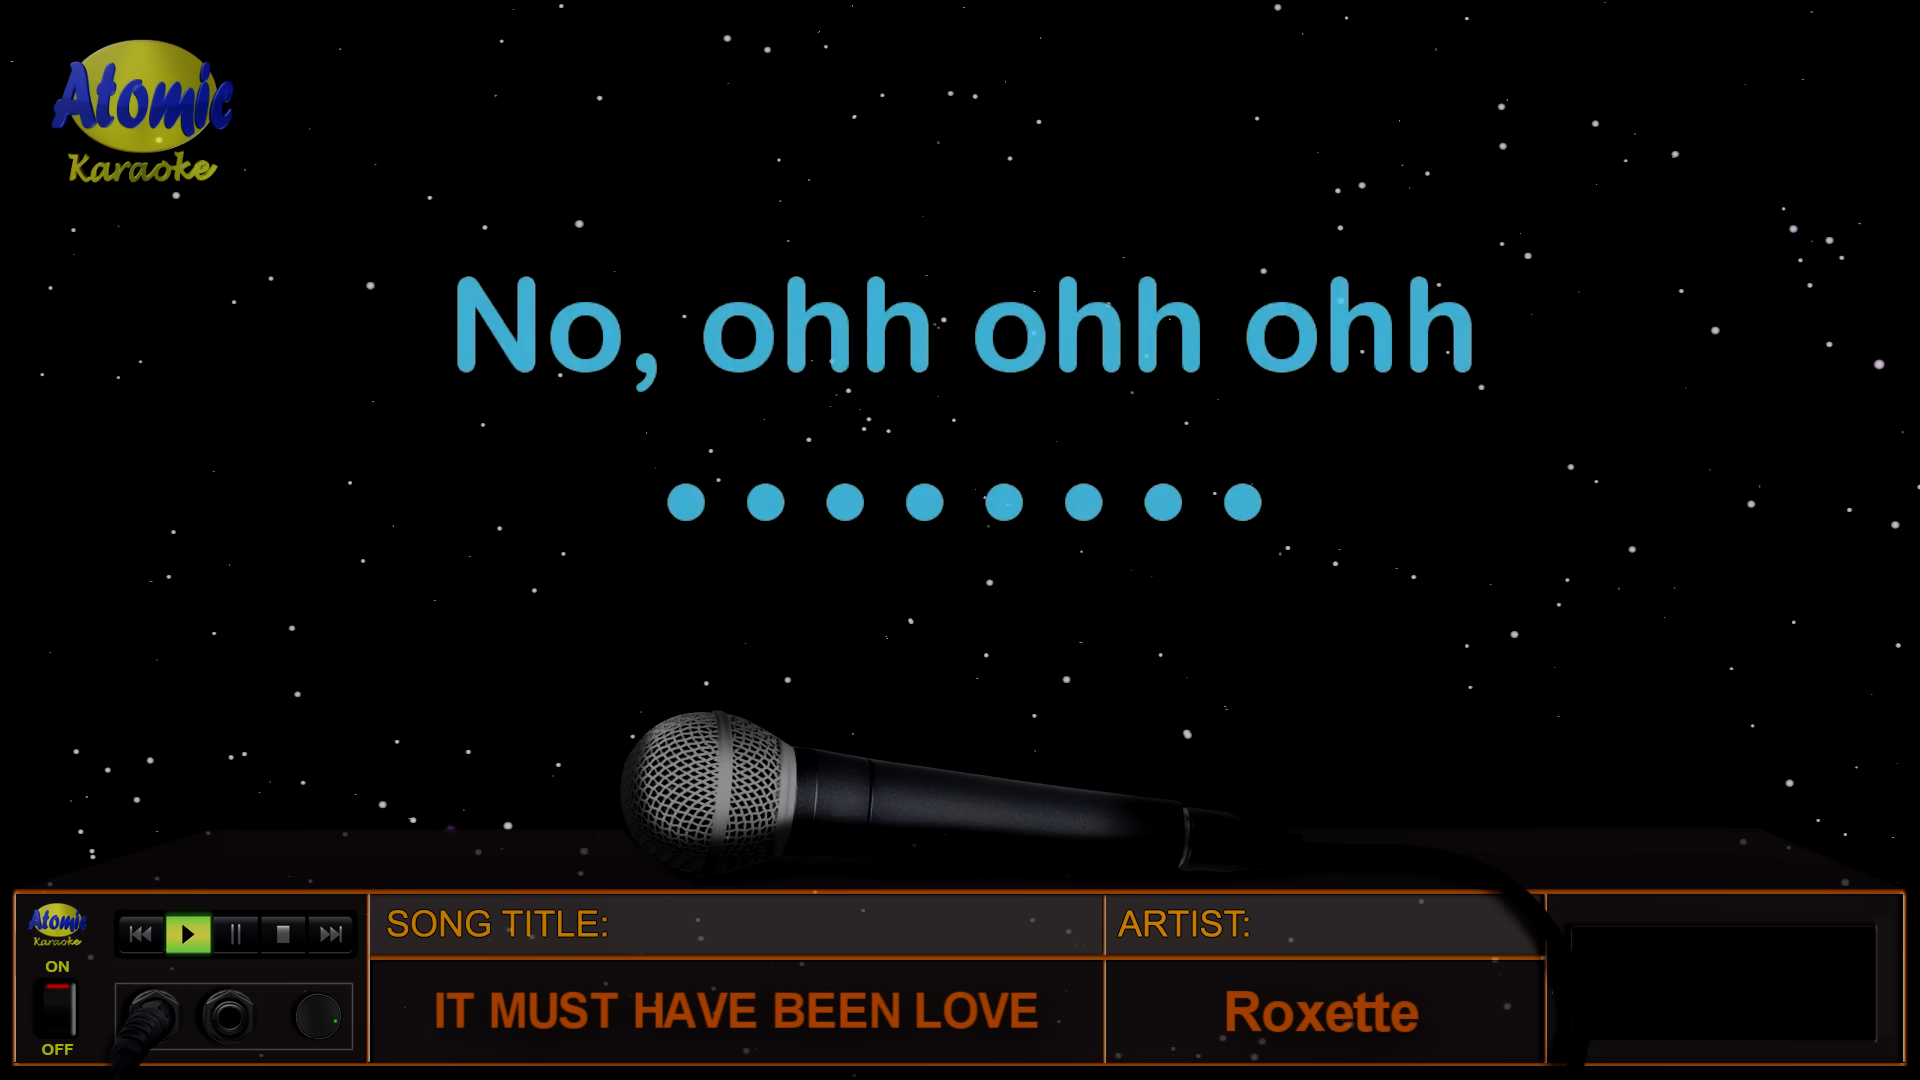 Atomic
Karaoke
No, ohh ohh ohh
● ● ● ● ● ● ● ●
Atomic
Karaoke
ON
OFF
SONG TITLE:
ARTIST:
IT MUST HAVE BEEN LOVE
Roxette